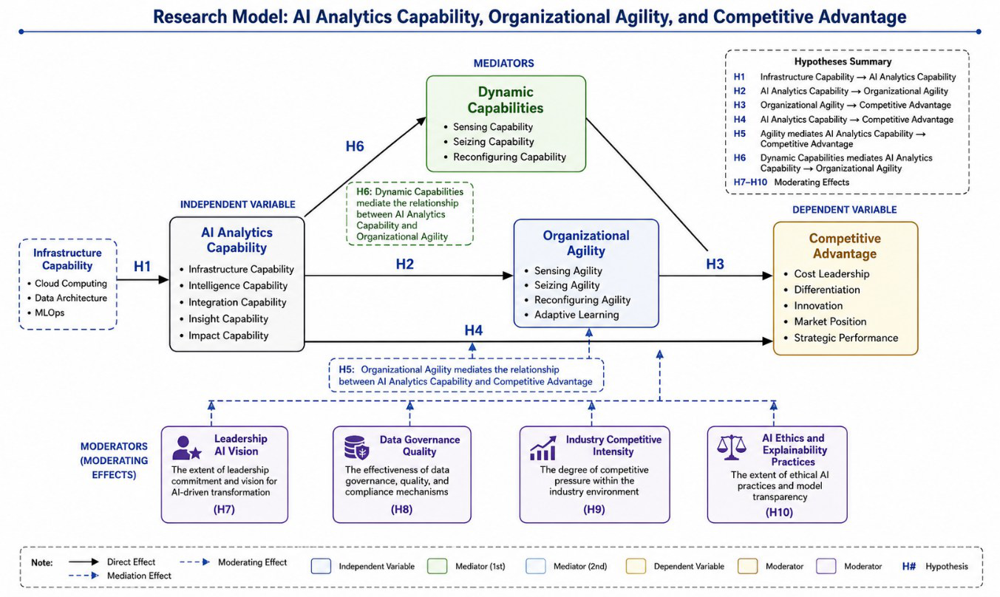 Research Model: AI Analytics Capability, Organizational Agility, and Competitive Advantage
MEDIATORS
Dynamic
Capabilities
• Sensing Capability
• Seizing Capability
• Reconfiguring Capability
Hypotheses Summary
H1 Infrastructure Capability → AI Analytics Capability
H2 AI Analytics Capability → Organizational Agility
H3 Organizational Agility → Competitive Advantage
H4 AI Analytics Capability → Competitive Advantage
H5 Agility mediates AI Analytics Capability →
Competitive Advantage
H6 Dynamic Capabilities mediates AI Analytics
Capability → Organizational Agility
H7–H10 Moderating Effects
H6
H6: Dynamic Capabilities
mediate the relationship
between AI Analytics
Capability and
Organizational Agility
Infrastructure
Capability
• Cloud Computing
• Data Architecture
• MLOps
H1
INDEPENDENT VARIABLE
AI Analytics
Capability
• Infrastructure Capability
• Intelligence Capability
• Integration Capability
• Insight Capability
• Impact Capability
H2
Organizational
Agility
• Sensing Agility
• Seizing Agility
• Reconfiguring Agility
• Adaptive Learning
H3
DEPENDENT VARIABLE
Competitive
Advantage
• Cost Leadership
• Differentiation
• Innovation
• Market Position
• Strategic Performance
H4
H5: Organizational Agility mediates the relationship
between AI Analytics Capability and Competitive Advantage
MODERATORS
(MODERATING
EFFECTS)
Leadership
AI Vision
The extent of leadership
commitment and vision for
AI-driven transformation
(H7)
Data Governance
Quality
The effectiveness of data
governance, quality, and
compliance mechanisms
(H8)
Industry Competitive
Intensity
The degree of competitive
pressure within the
industry environment
(H9)
AI Ethics and
Explainability
Practices
The extent of ethical AI
practices and model
transparency
(H10)
Note:
Direct Effect
Moderating Effect
Mediation Effect
Independent Variable
Mediator (1st)
Mediator (2nd)
Dependent Variable
Moderator
Moderator
H# Hypothesis